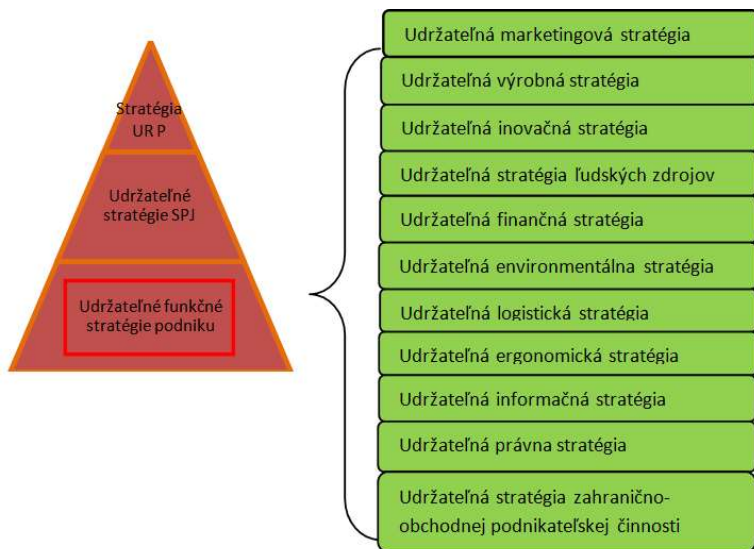 Stratégia
UR P
Udržateľné
stratégie SPJ
Udržateľné funkčné
stratégie podniku
Udržateľná marketingová stratégia
Udržateľná výrobná stratégia
Udržateľná inovačná stratégia
Udržateľná stratégia ľudských zdrojov
Udržateľná finančná stratégia
Udržateľná environmentálna stratégia
Udržateľná logistická stratégia
Udržateľná ergonomická stratégia
Udržateľná informačná stratégia
Udržateľná právna stratégia
Udržateľná stratégia zahranično-
obchodnej podnikateľskej činnosti